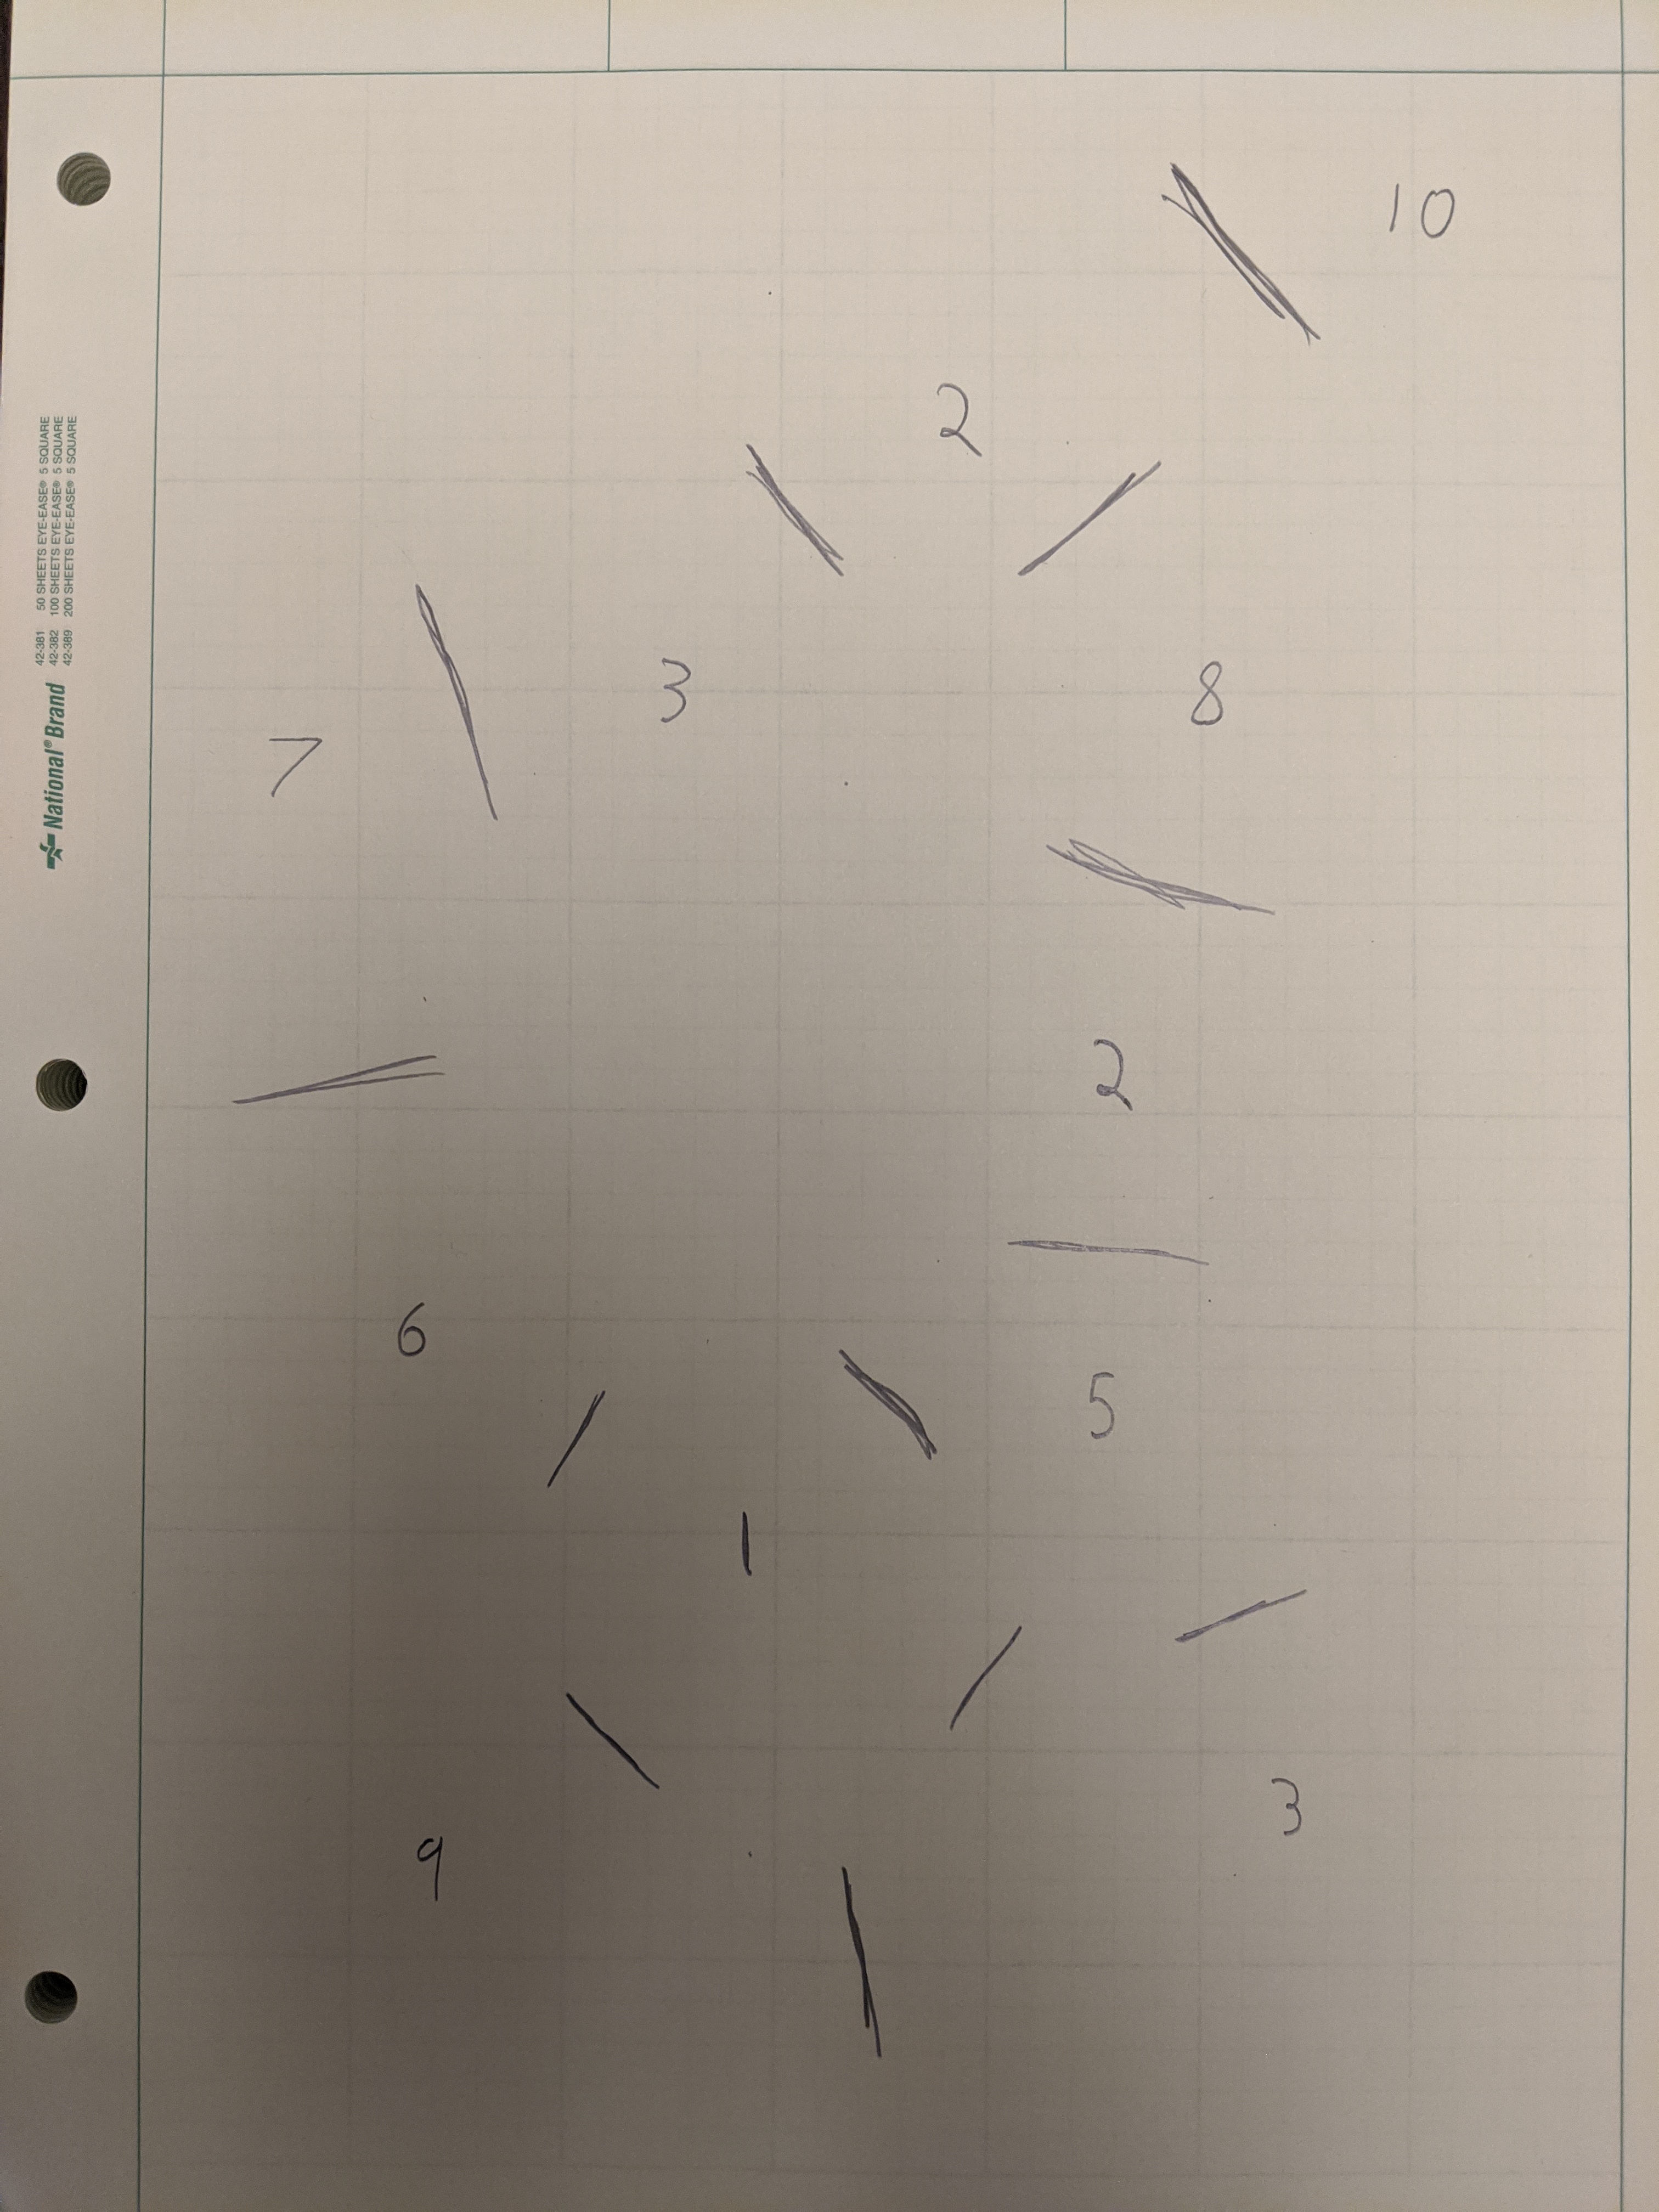 10
2
3
8
7
2
6
5
1
3
9
42-381 50 SHEETS EYE-EASE® 5 SQUARE
42-382 100 SHEETS EYE-EASE® 5 SQUARE
42-389 200 SHEETS EYE-EASE® 5 SQUARE
National® Brand